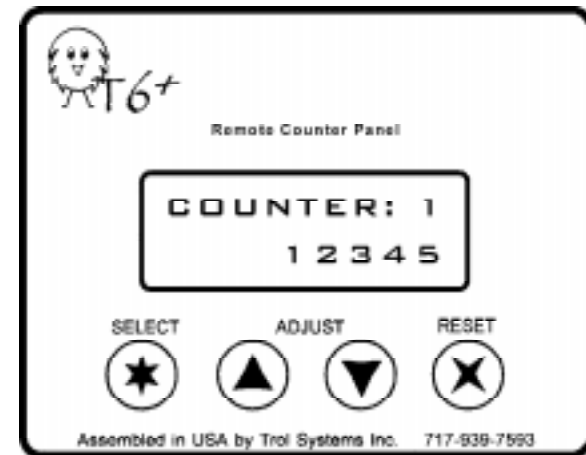 T6+
Remote Counter Panel
COUNTER: 1
12345
SELECT ADJUST RESET
Assembled in USA by Trol Systems Inc. 717-939-7593